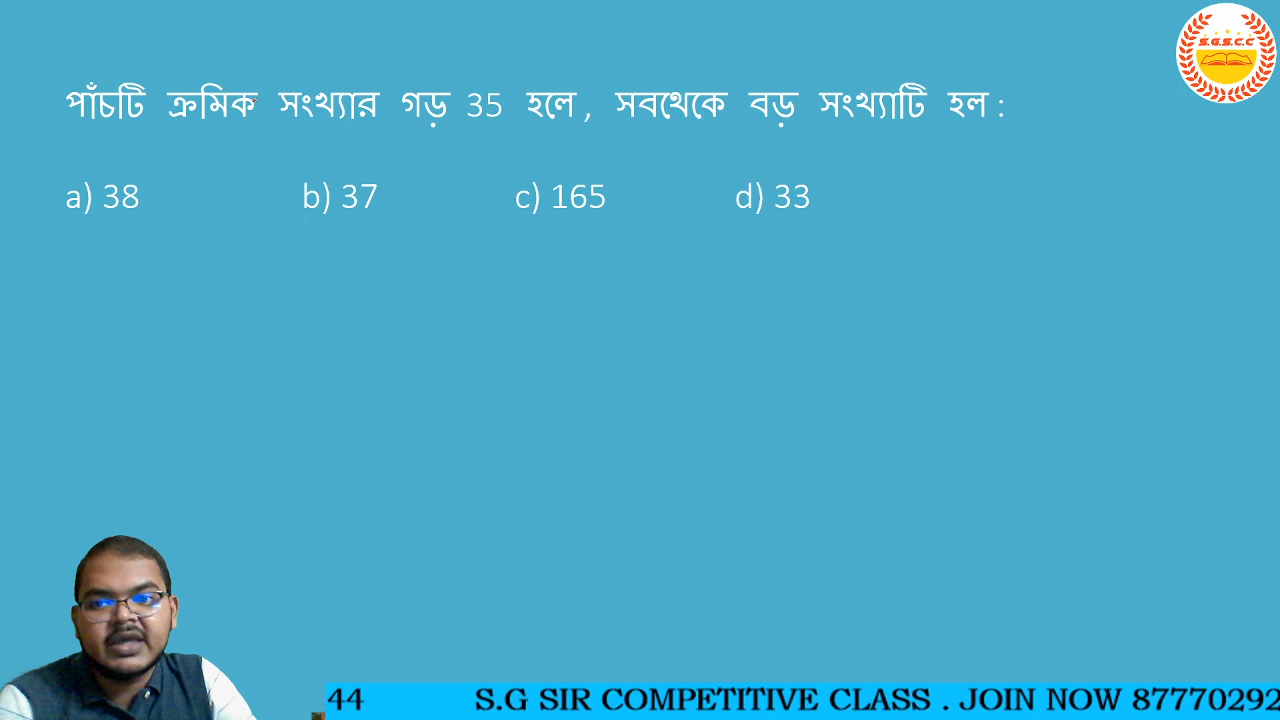 S.G.S.C.C
পাঁচটি ক্রমিক সংখ্যার গড় 35 হলে , সবথেকে বড় সংখ্যাটি হল :
a) 38 b) 37 c) 165 d) 33
44 S.G SIR COMPETITIVE CLASS . JOIN NOW 87770292